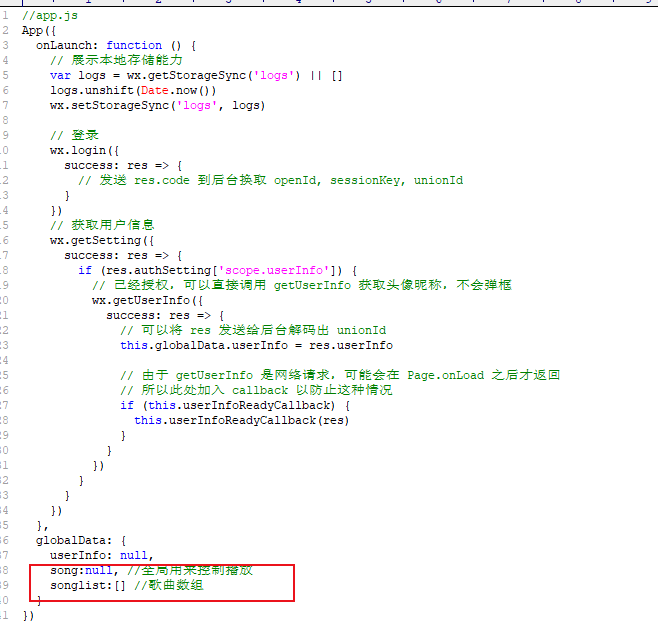 1 //app.js
2 App({
3 onLaunch: function () {
4 // 展示本地存储能力
5 var logs = wx.getStorageSync('logs') || []
6 logs.unshift(Date.now())
7 wx.setStorageSync('logs', logs)
8
9 // 登录
10 wx.login({
11 success: res => {
12 // 发送 res.code 到后台换取 openId, sessionKey, unionId
13 }
14 })
15 // 获取用户信息
16 wx.getSetting({
17 success: res => {
18 if (res.authSetting['scope.userInfo']) {
19 // 已经授权，可以直接调用 getUserInfo 获取头像昵称，不会弹框
20 wx.getUserInfo({
21 success: res => {
22 // 可以将 res 发送给后台解码出 unionId
23 this.globalData.userInfo = res.userInfo
24
25 // 由于 getUserInfo 是网络请求，可能会在 Page.onLoad 之后才返回
26 // 所以此处加入 callback 以防止这种情况
27 if (this.userInfoReadyCallback) {
28 this.userInfoReadyCallback(res)
29 }
30 }
31 })
32 }
33 }
34 })
35 },
36 globalData: {
37 userInfo: null,
38 song:null, //全局用来控制播放
39 songlist:[] //歌曲数组
40 }
41 })